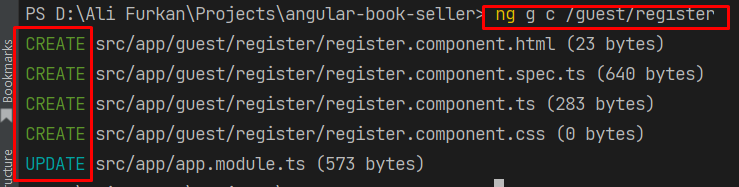 PS D:\Ali Furkan\Projects\angular-book-seller> ng g c /guest/register
CREATE src/app/guest/register/register.component.html (23 bytes)
CREATE src/app/guest/register/register.component.spec.ts (640 bytes)
CREATE src/app/guest/register/register.component.ts (283 bytes)
CREATE src/app/guest/register/register.component.css (0 bytes)
UPDATE src/app/app.module.ts (573 bytes)
Bookmarks